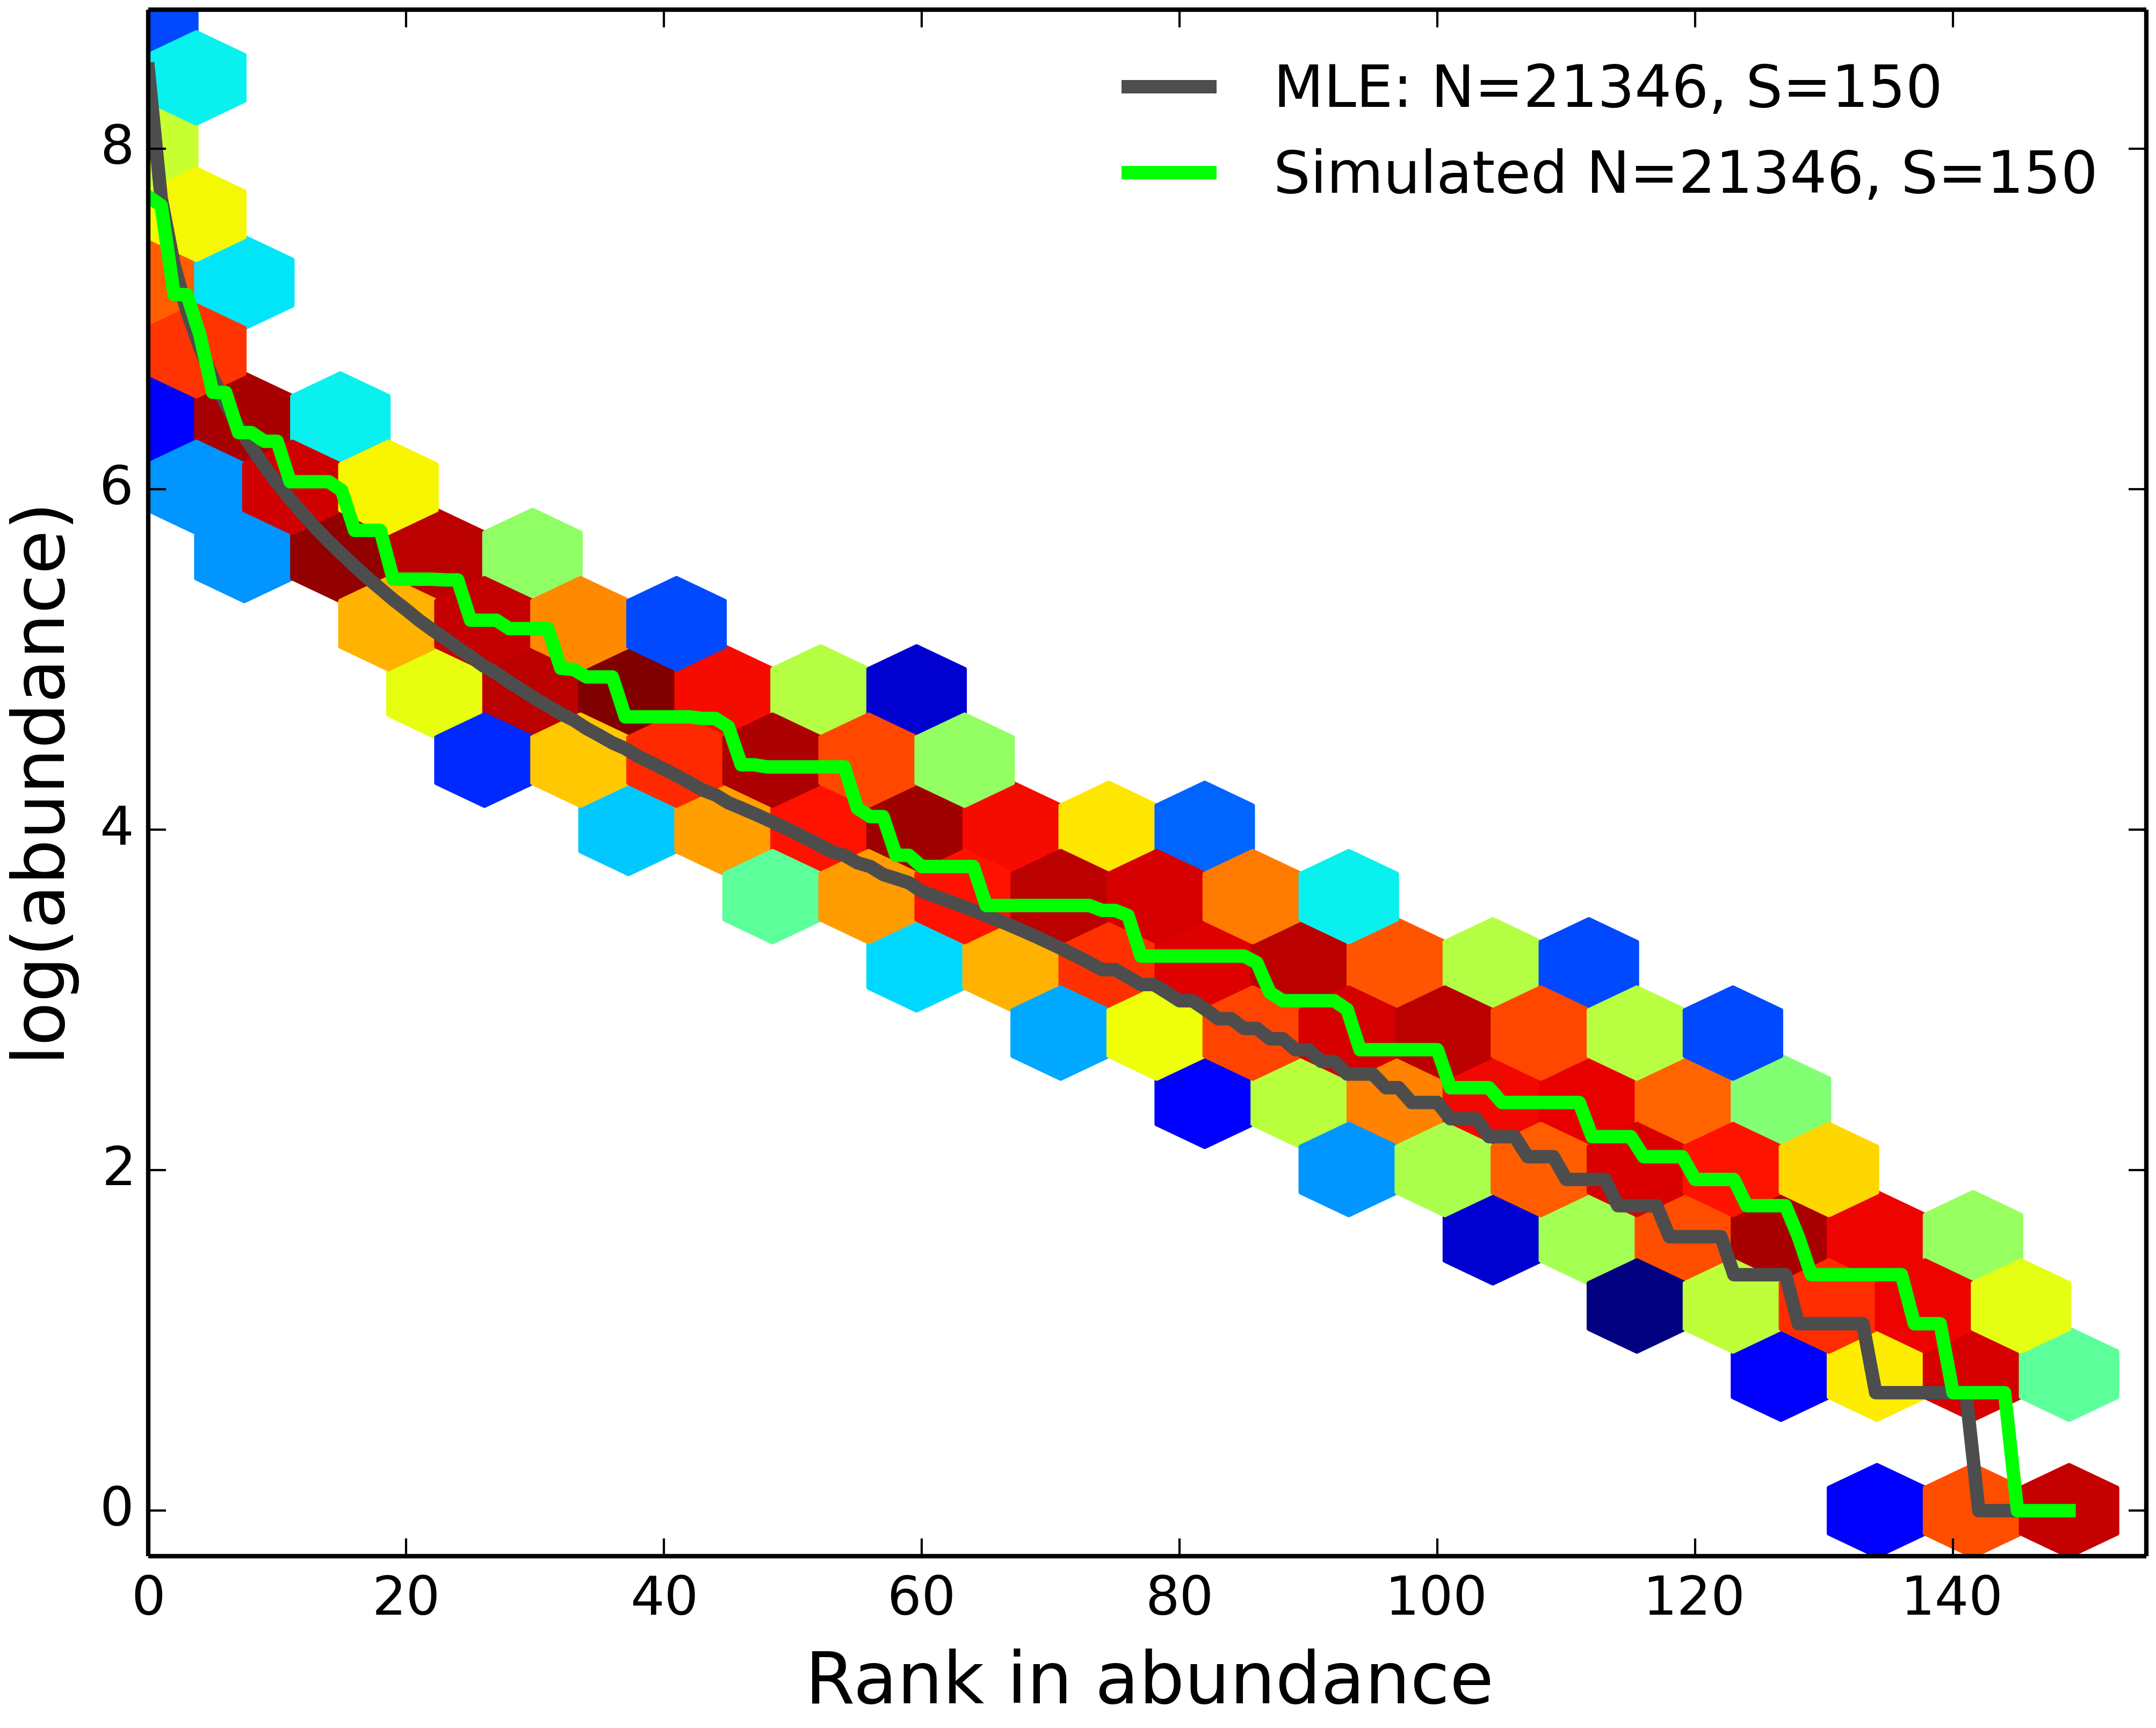 MLE: N=21346, S=150
Simulated N=21346, S=150
log(abundance)
8
6
4
2
0
0 20 40 60 80 100 120 140
Rank in abundance